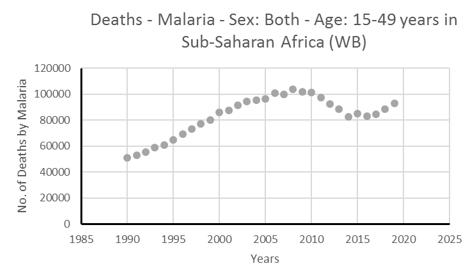 Deaths - Malaria - Sex: Both - Age: 15-49 years in
Sub-Saharan Africa (WB)
120000
100000
80000
60000
40000
20000
0
No. of Deaths by Malaria
1985 1990 1995 2000 2005 2010 2015 2020 2025
Years